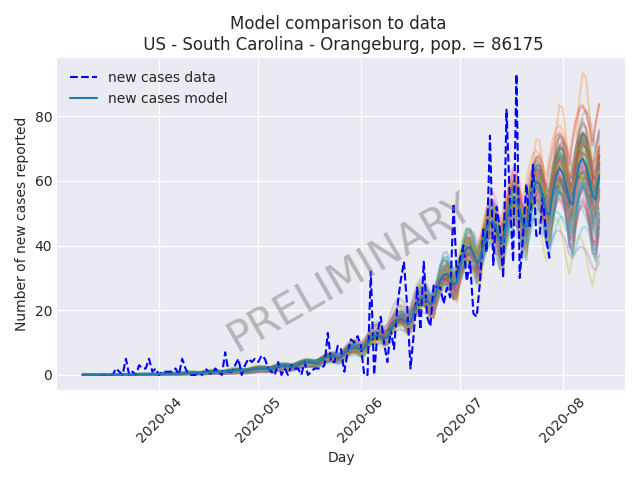 Model comparison to data
US - South Carolina - Orangeburg, pop. = 86175
new cases data
new cases model
PRELIMINARY
Number of new cases reported
80
60
40
20
0
2020-04
2020-05
2020-06
2020-07
2020-08
Day